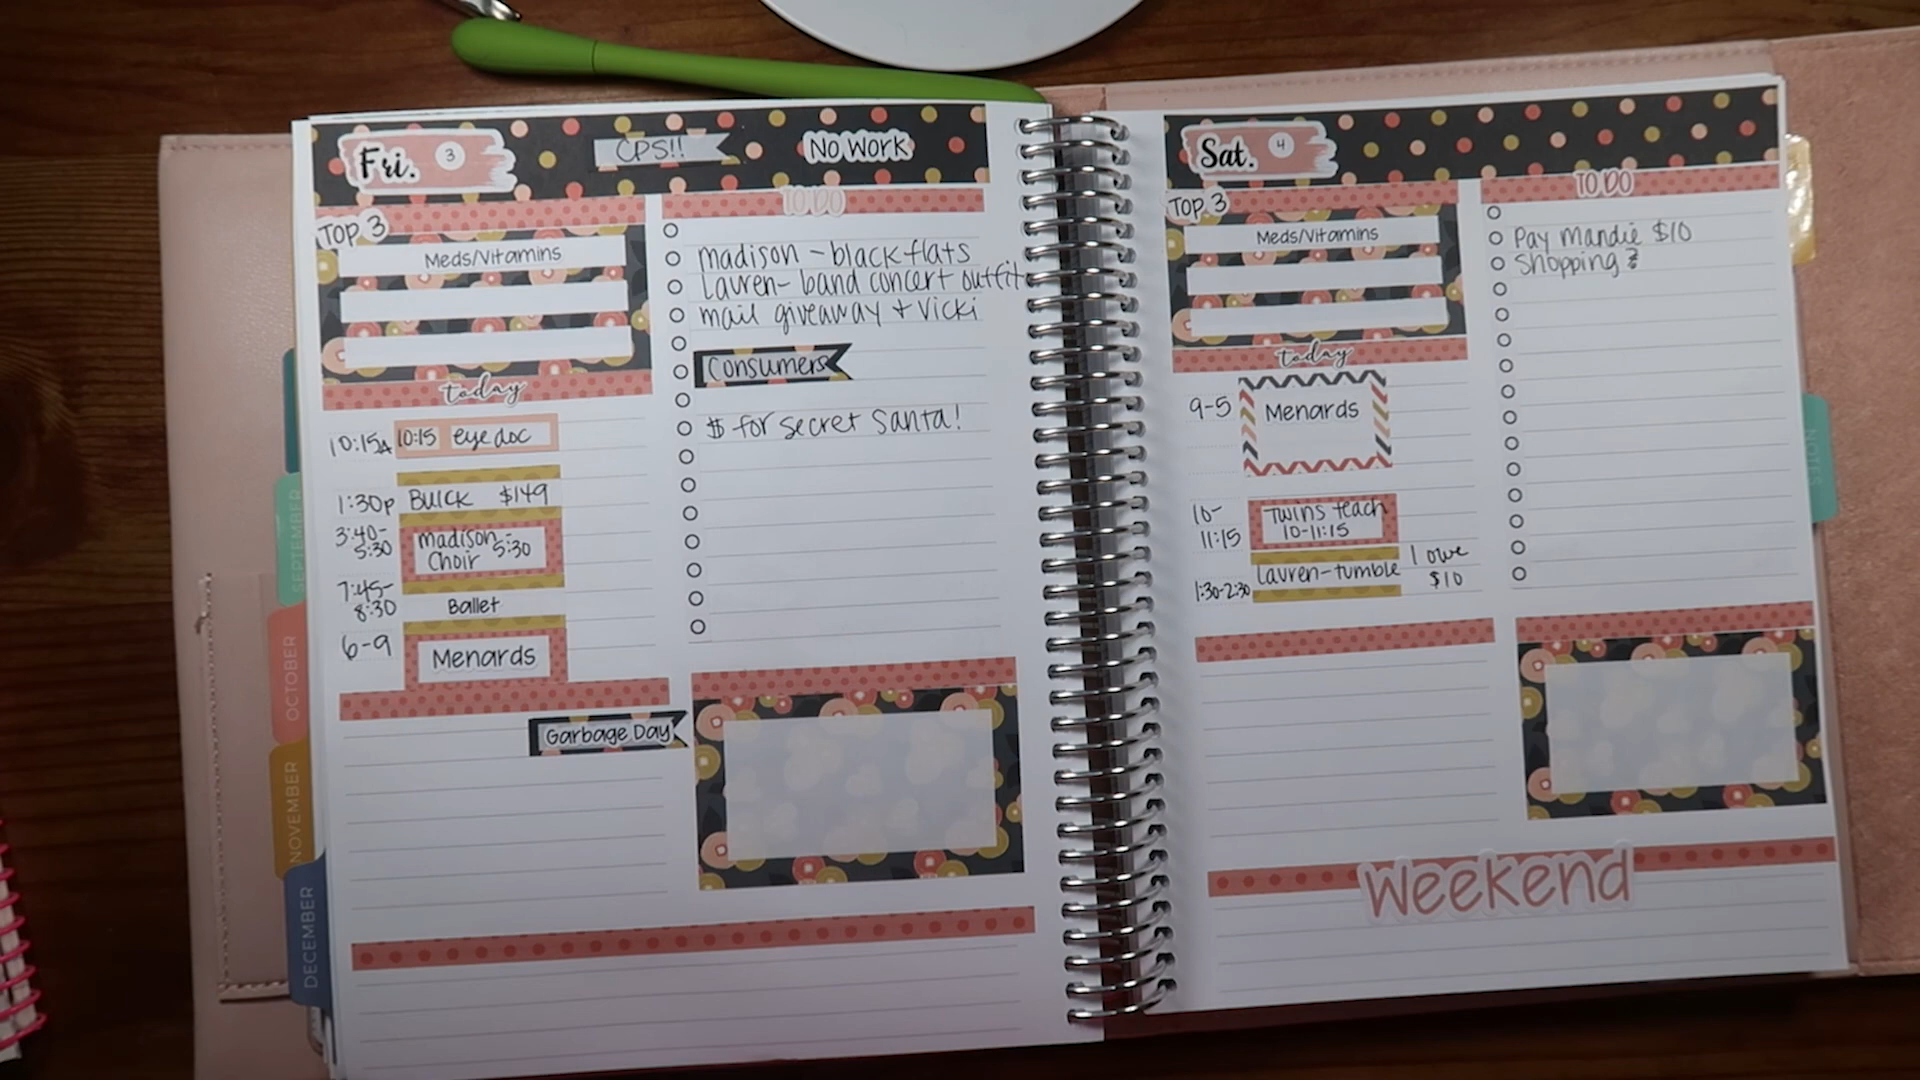 Fri. 3
CPS!!
No Work
Top 3
Meds/Vitamins
today
10:15A 10:15 eye doc
1:30p Buick $149
3:40-
5:30
madison -
Choir 5:30
7:45-
8:30
Ballet
6-9 Menards
Garbage Day
TO DO
madison - black flats
Lauren- band concert outfit
mail giveaway + Vicki
Consumers
$ for secret santa!
Sat. 4
Top 3
Meds/Vitamins
today
9-5 Menards
10-
11:15
Twins teach
10-11:15
1:30-2:30 Lauren-tumble
I owe
$10
TO DO
Pay Mandie $10
Shopping?
Weekend
SEPTEMBER
OCTOBER
NOVEMBER
DECEMBER